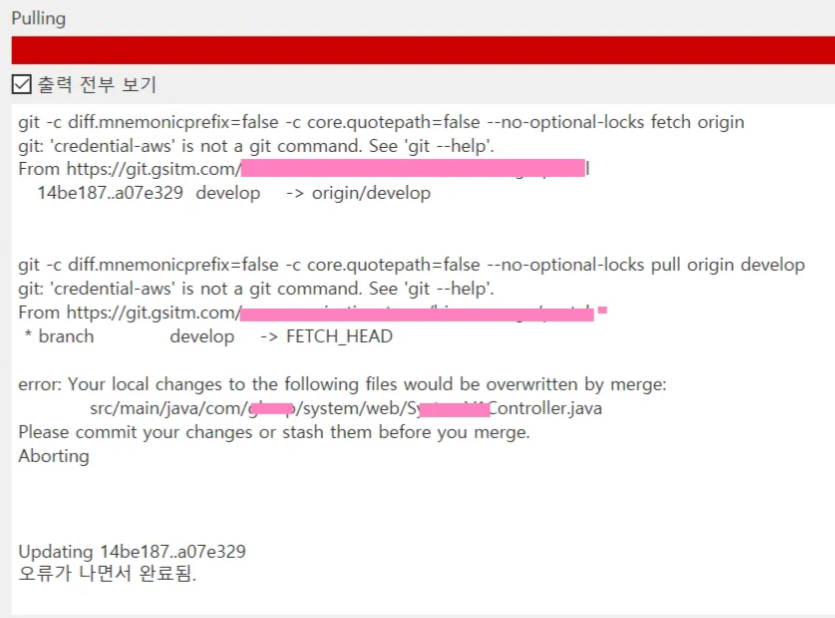 Pulling
출력 전부 보기
git -c diff.mnemonicprefix=false -c core.quotepath=false --no-optional-locks fetch origin
git: 'credential-aws' is not a git command. See 'git --help'.
From https://git.gsitm.com/
14be187..a07e329 develop -> origin/develop
git -c diff.mnemonicprefix=false -c core.quotepath=false --no-optional-locks pull origin develop
git: 'credential-aws' is not a git command. See 'git --help'.
From https://git.gsitm.com/
* branch develop -> FETCH_HEAD
error: Your local changes to the following files would be overwritten by merge:
src/main/java/com/ /system/web/S Controller.java
Please commit your changes or stash them before you merge.
Aborting
Updating 14be187..a07e329
오류가 나면서 완료됨.